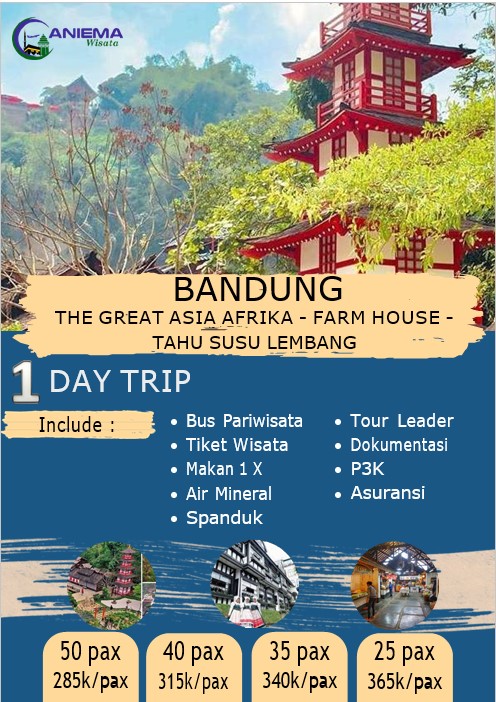 ANIEMA
Wisata
BANDUNG
THE GREAT ASIA AFRIKA - FARM HOUSE -
TAHU SUSU LEMBANG
1 DAY TRIP
Include :
• Bus Pariwisata
• Tiket Wisata
• Makan 1 X
• Air Mineral
• Spanduk
• Tour Leader
• Dokumentasi
• P3K
• Asuransi
50 pax
285k/pax
40 pax
315k/pax
35 pax
340k/pax
25 pax
365k/pax